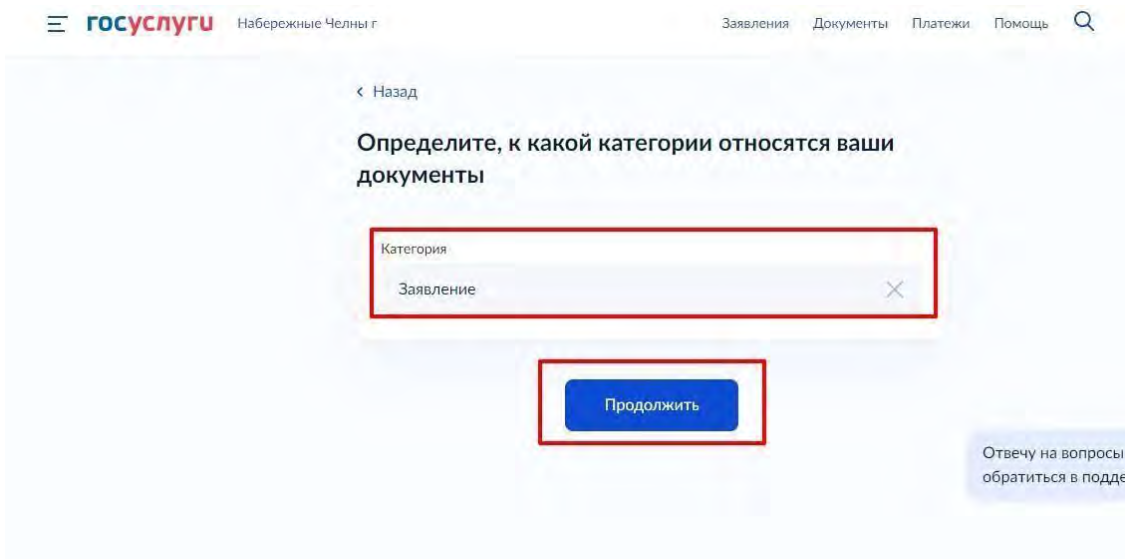 госуслуги Набережные Челны г Заявления Документы Платежи Помощь
Назад
Определите, к какой категории относятся ваши
документы
Категория
Заявление
Продолжить
Отвечу на вопросы
обратиться в подде